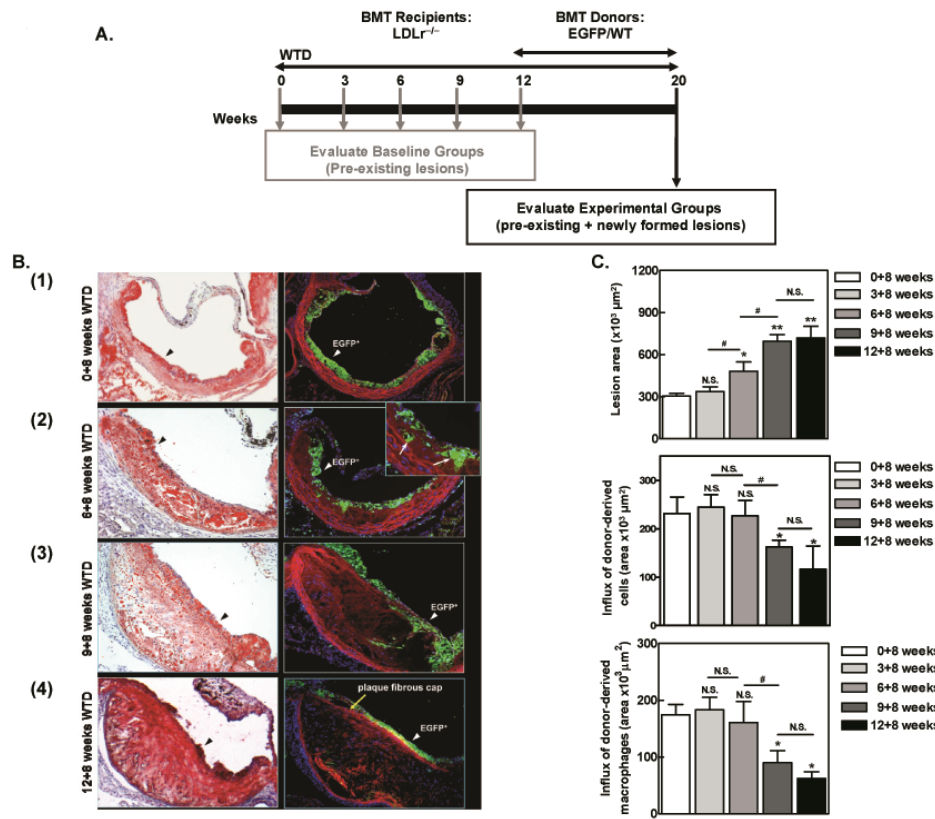 A.
BMT Recipients:
LDLr⁻/⁻
BMT Donors:
EGFP/WT
WTD
0 3 6 9 12 20
Weeks
Evaluate Baseline Groups
(Pre-existing lesions)
Evaluate Experimental Groups
(pre-existing + newly formed lesions)
B.
(1)
0+8 weeks WTD
EGFP⁺
(2)
6+8 weeks WTD
EGFP⁺
(3)
9+8 weeks WTD
EGFP⁺
(4)
12+8 weeks WTD
plaque fibrous cap
EGFP⁺
C.
Lesion area (x10³ µm²)
1200
900
600
300
0
N.S.
#
*
#
**
N.S.
**
0+8 weeks
3+8 weeks
6+8 weeks
9+8 weeks
12+8 weeks
Influx of donor-derived
cells (area x10³ µm²)
300
200
100
0
N.S.
N.S.
N.S.
#
*
N.S.
*
0+8 weeks
3+8 weeks
6+8 weeks
9+8 weeks
12+8 weeks
Influx of donor-derived
macrophages (area x10³µm²)
300
200
100
0
N.S.
N.S.
N.S.
#
*
N.S.
*
0+8 weeks
3+8 weeks
6+8 weeks
9+8 weeks
12+8 weeks